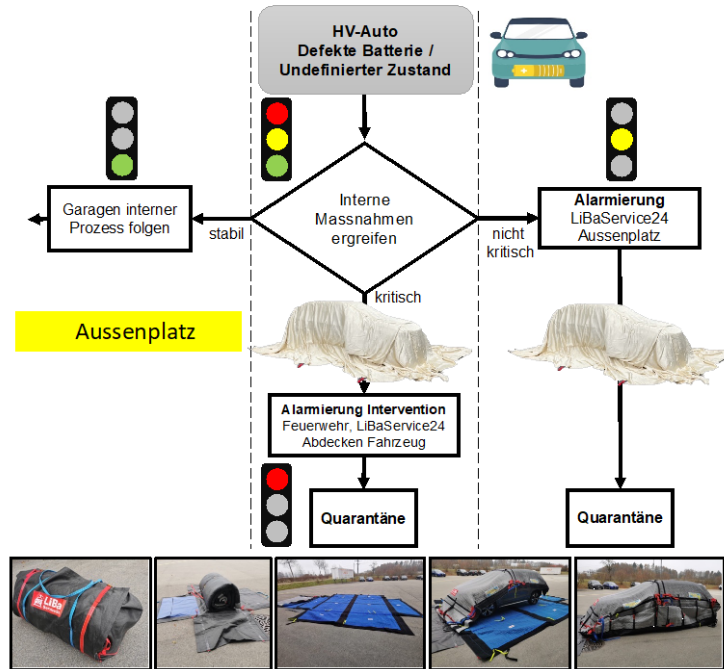 HV-Auto
Defekte Batterie /
Undefinierter Zustand
Garagen interner
Prozess folgen
stabil
Interne
Massnahmen
ergreifen
nicht
kritisch
Alarmierung
LiBaService24
Aussenplatz
kritisch
Aussenplatz
Alarmierung Intervention
Feuerwehr, LiBaService24
Abdecken Fahrzeug
Quarantäne
Quarantäne
LiBa